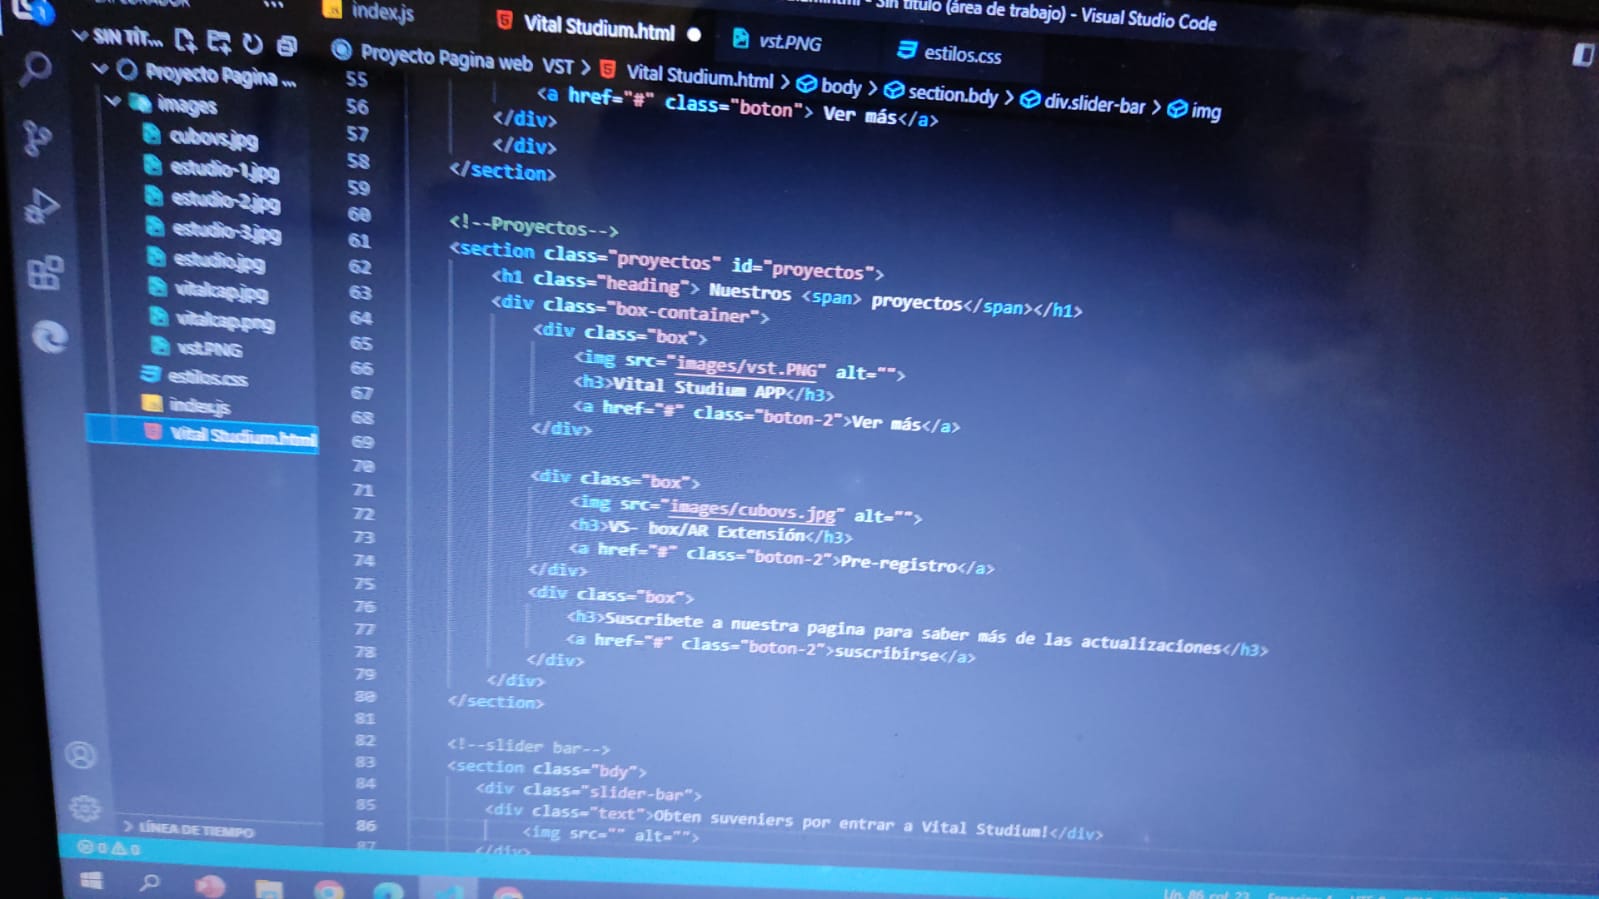 Sin título (área de trabajo) - Visual Studio Code
index.js
Vital Studium.html
vst.PNG
estilos.css
SIN TÍT...
Proyecto Pagina web VST > Vital Studium.html > body > section.bdy > div.slider-bar > img
Proyecto Pagina ...
images
cubovs.jpg
estudio-1.jpg
estudio-2.jpg
estudio-3.jpg
estudio.jpg
vitalcap.jpg
vitalcap.png
vst.PNG
estilos.css
index.js
Vital Studium.html
LÍNEA DE TIEMPO
55
56 <a href="#" class="boton"> Ver más</a>
57 </div>
58 </div>
59 </section>
60
61 <!--Proyectos-->
62 <section class="proyectos" id="proyectos">
63 <h1 class="heading"> Nuestros <span> proyectos</span></h1>
64 <div class="box-container">
65 <div class="box">
66 <img src="images/vst.PNG" alt="">
67 <h3>Vital Studium APP</h3>
68 <a href="#" class="boton-2">Ver más</a>
69 </div>
70
71 <div class="box">
72 <img src="images/cubovs.jpg" alt="">
73 <h3>VS- box/AR Extensión</h3>
74 <a href="#" class="boton-2">Pre-registro</a>
75 </div>
76 <div class="box">
77 <h3>Suscribete a nuestra pagina para saber más de las actualizaciones</h3>
78 <a href="#" class="boton-2">suscribirse</a>
79 </div>
80 </div>
81 </section>
82
83 <!--slider bar-->
84 <section class="bdy">
85 <div class="slider-bar">
86 <div class="text">Obten suveniers por entrar a Vital Studium!</div>
87 <img src="" alt="">
</div>
0 0